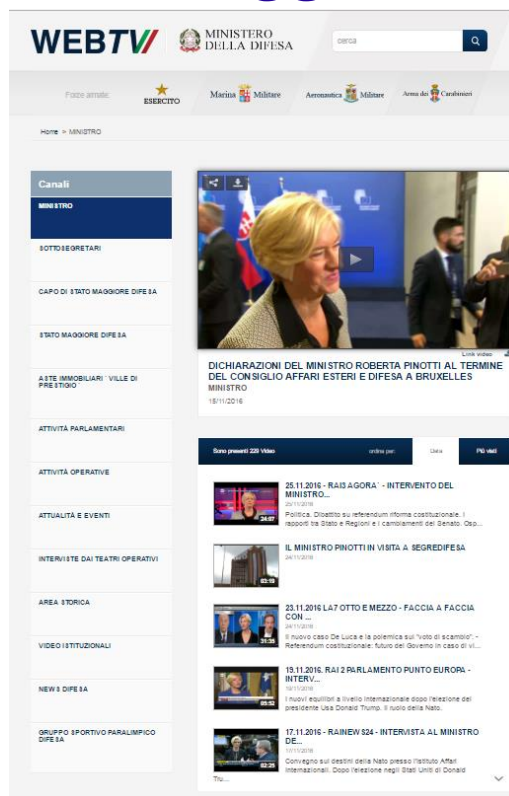 WEBTV
MINISTERO
DELLA DIFESA
cerca
Forze armate:
ESERCITO
Marina Militare
Aeronautica Militare
Arma dei Carabinieri
Home > MINISTRO
Canali
MINISTRO
SOTTOSEGRETARI
CAPO DI STATO MAGGIORE DIFESA
STATO MAGGIORE DIFESA
ASTE IMMOBILIARI ¨VILLE DI
PRESTIGIO¨
ATTIVITÀ PARLAMENTARI
ATTIVITÀ OPERATIVE
ATTUALITÀ E EVENTI
INTERVISTE DAI TEATRI OPERATIVI
AREA STORICA
VIDEO ISTITUZIONALI
NEWS DIFESA
GRUPPO SPORTIVO PARALIMPICO
DIFESA
Link video
DICHIARAZIONI DEL MINISTRO ROBERTA PINOTTI AL TERMINE
DEL CONSIGLIO AFFARI ESTERI E DIFESA A BRUXELLES
MINISTRO
15/11/2016
Sono presenti 229 Video
ordina per:
Data
Più visti
25.11.2016 - RAI3 AGORA` - INTERVENTO DEL
MINISTRO...
25/11/2016
Politica. Dibattito su referendum riforma costituzionale. I
rapporti tra Stato e Regioni e i cambiamenti del Senato. Osp...
24:07
IL MINISTRO PINOTTI IN VISITA A SEGREDIFESA
24/11/2016
03:19
23.11.2016 LA7 OTTO E MEZZO - FACCIA A FACCIA
CON ...
24/11/2016
Il nuovo caso De Luca e la polemica sul "voto di scambio". -
Referendum costituzionale: futuro del Governo in caso di vi...
31:35
19.11.2016. RAI 2 PARLAMENTO PUNTO EUROPA -
INTERV...
I nuovi equilibri a livello internazionale dopo l'elezione del
presidente Usa Donald Trump. Il ruolo della Nato.
05:52
17.11.2016 - RAINEWS24 - INTERVISTA AL MINISTRO
DE...
17/11/2016
Convegno sui destini della Nato presso l'Istituto Affari
Internazionali. Dopo l'elezione negli Stati Uniti di Donald
Tru...
02:25